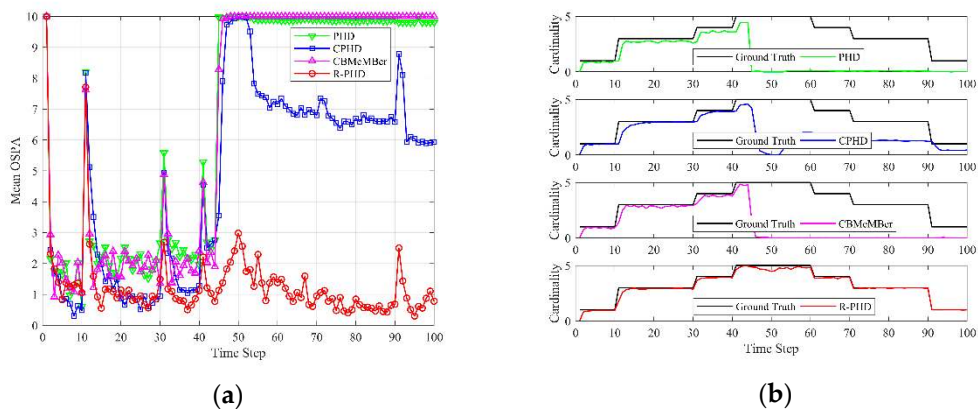 10
9
8
7
6
5
4
3
2
1
0
Mean OSPA
PHD
CPHD
CBMeMBer
R-PHD
0 10 20 30 40 50 60 70 80 90 100
Time Step
(a)
Cardinality
5
0
Ground Truth PHD
0 10 20 30 40 50 60 70 80 90 100
Cardinality
5
0
Ground Truth CPHD
0 10 20 30 40 50 60 70 80 90 100
Cardinality
5
0
Ground Truth CBMeMBer
0 10 20 30 40 50 60 70 80 90 100
Cardinality
5
0
Ground Truth R-PHD
0 10 20 30 40 50 60 70 80 90 100
Time Step
(b)